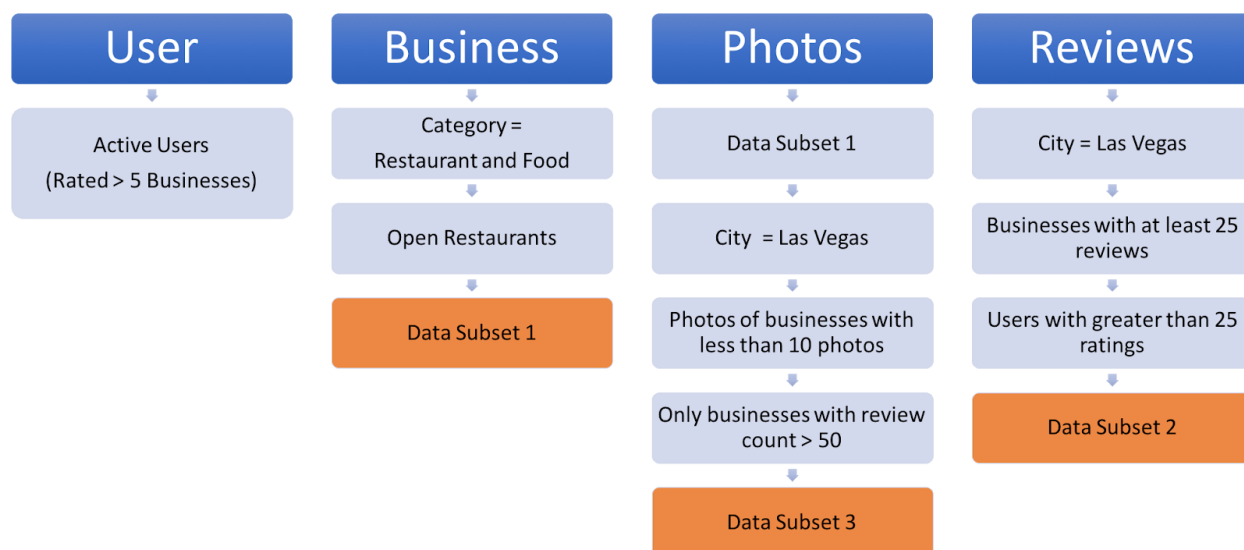 User
Active Users
(Rated > 5 Businesses)
Business
Category =
Restaurant and Food
Open Restaurants
Data Subset 1
Photos
Data Subset 1
City = Las Vegas
Photos of businesses with
less than 10 photos
Only businesses with review
count > 50
Data Subset 3
Reviews
City = Las Vegas
Businesses with at least 25
reviews
Users with greater than 25
ratings
Data Subset 2